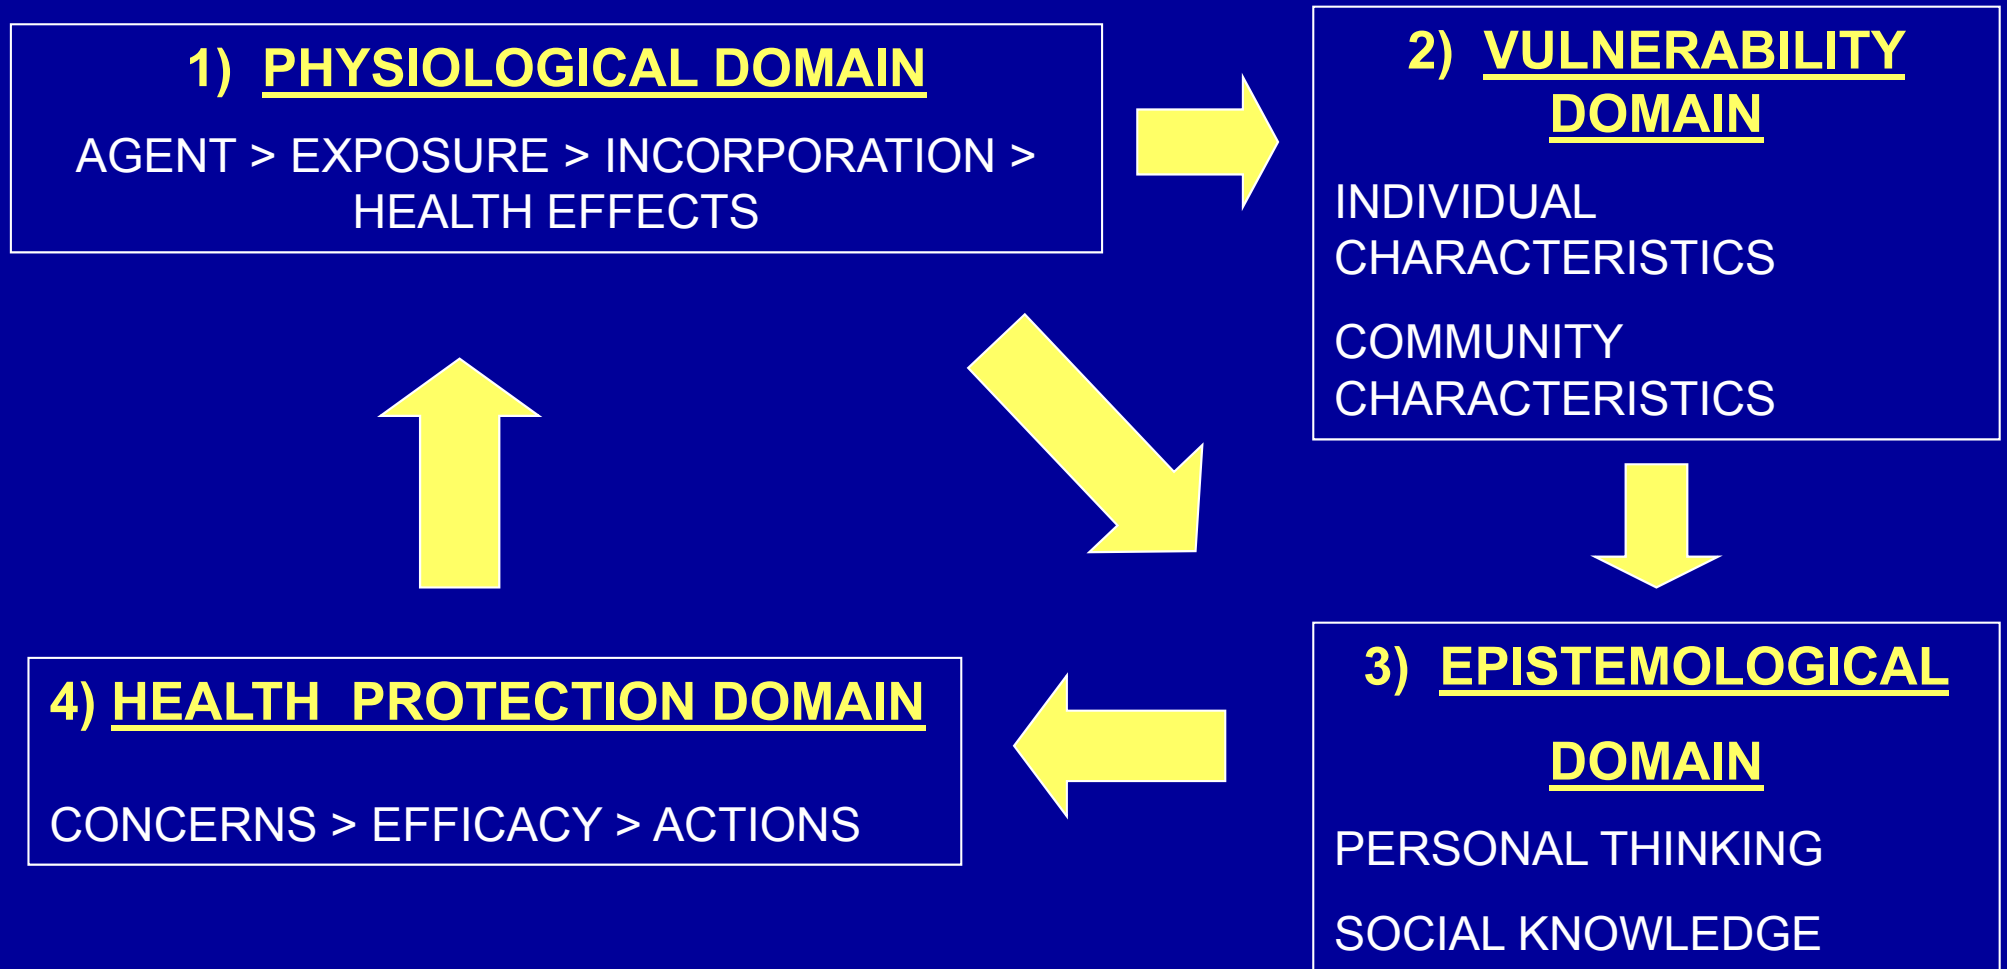 1) PHYSIOLOGICAL DOMAIN
AGENT > EXPOSURE > INCORPORATION >
HEALTH EFFECTS
2) VULNERABILITY
DOMAIN
INDIVIDUAL
CHARACTERISTICS
COMMUNITY
CHARACTERISTICS
3) EPISTEMOLOGICAL
DOMAIN
PERSONAL THINKING
SOCIAL KNOWLEDGE
4) HEALTH PROTECTION DOMAIN
CONCERNS > EFFICACY > ACTIONS